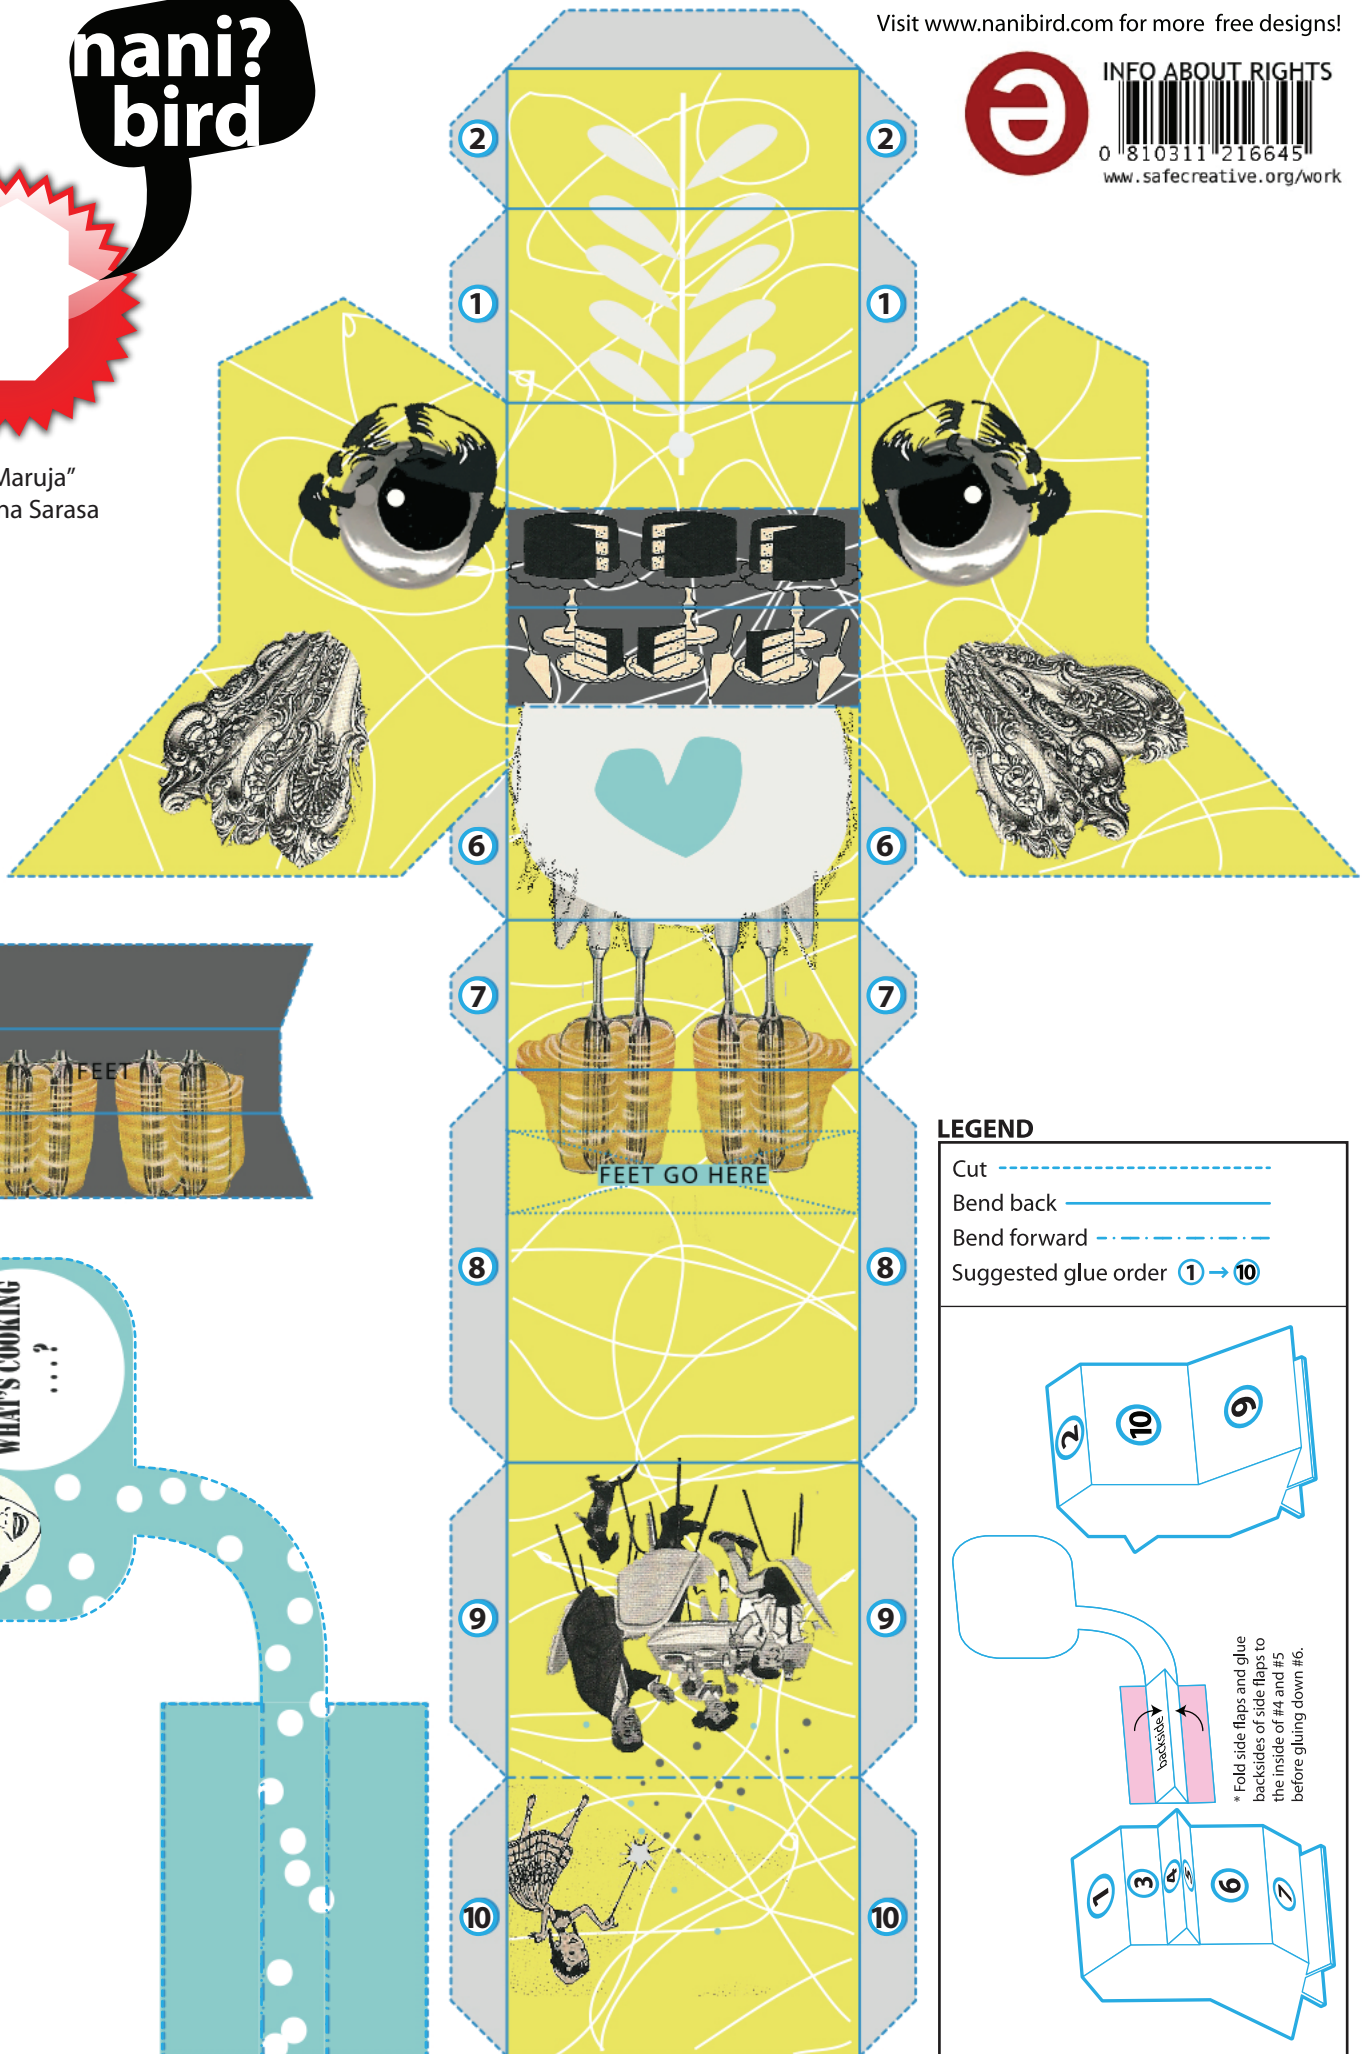 nani?
bird
Visit www.nanibird.com for more free designs!
INFO ABOUT RIGHTS
0 810311 216645
www.safecreative.org/work
2
2
1
1
Maruja”
na Sarasa
6
6
7
7
FEET
FEET GO HERE
8
8
9
9
10
10
WHAT'S COOKING
....?
LEGEND
Cut
Bend back
Bend forward
Suggested glue order 1 → 10
2
10
9
backside
* Fold side flaps and glue
backsides of side flaps to
the inside of #4 and #5
before gluing down #6.
1
3
4
5
6
7